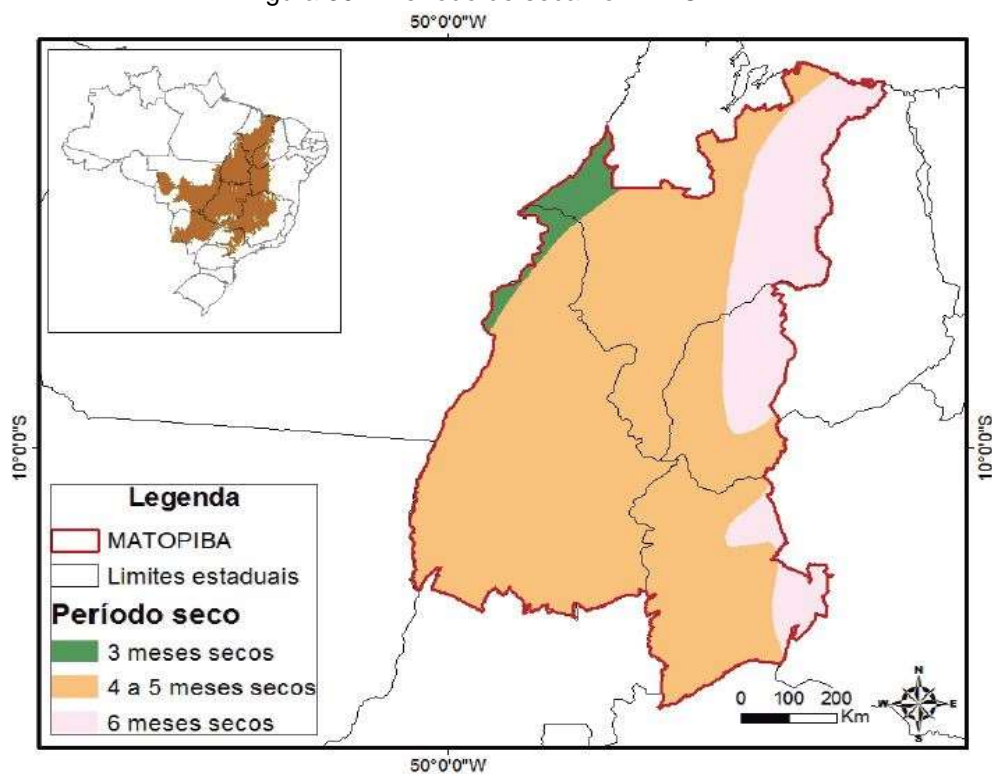 50°0'0"W
10°0'0"S
10°0'0"S
Legenda
MATOPIBA
Limites estaduais
Período seco
3 meses secos
4 a 5 meses secos
6 meses secos
N
W
E
S
0 100 200
Km
50°0'0"W